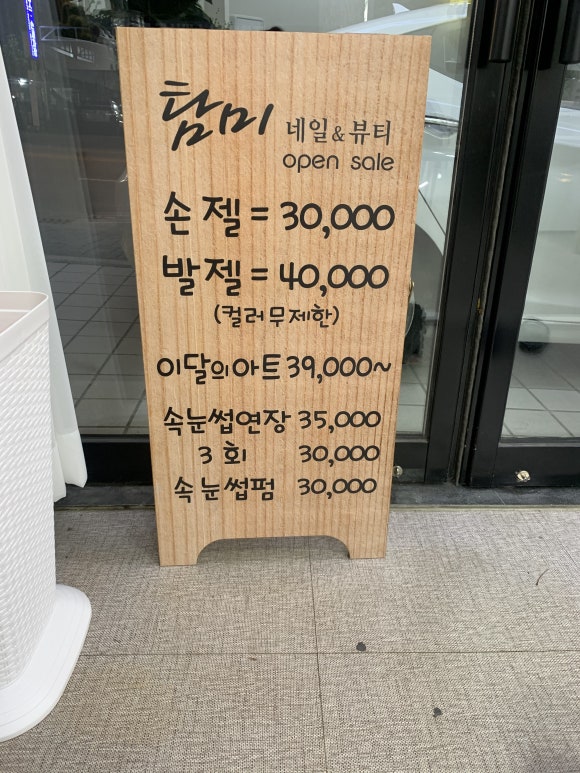 탐미 네일&뷰티
open sale
손 젤 = 30,000
발 젤 = 40,000
(컬러무제한)
이달의아트 39,000~
속눈썹연장 35,000
3 회 30,000
속눈썹펌 30,000